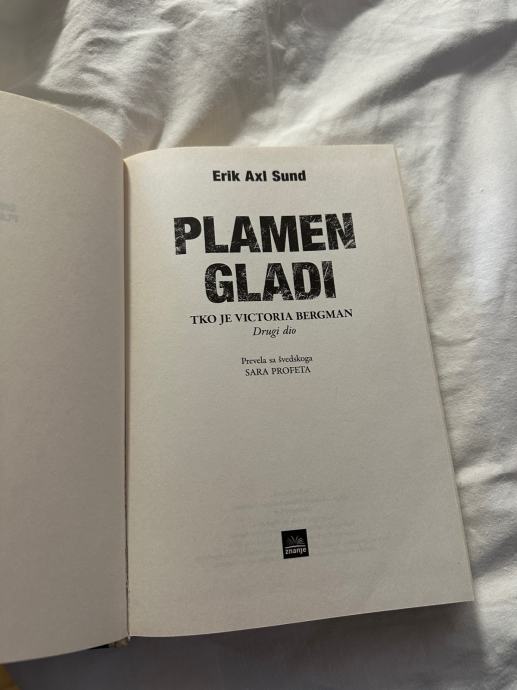 Erik Axl Sund
PLAMEN
GLADI
TKO JE VICTORIA BERGMAN
Drugi dio
Prevela sa švedskoga
SARA PROFETA
znanje